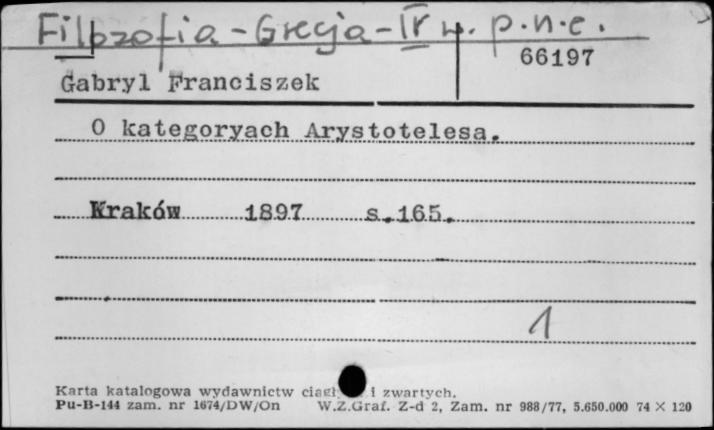 Filozofia - Grecja - IV w. p.n.e.
66197
Gabryl Franciszek
O kategoryach Arystotelesa.
Kraków 1897 s.165.
1
Karta katalogowa wydawnictw i zwartych.
Pu-B-144 zam. nr 1674/DW/On W.Z.Graf. Z-d 2, Zam. nr 988/77, 5.650.000 74 × 120